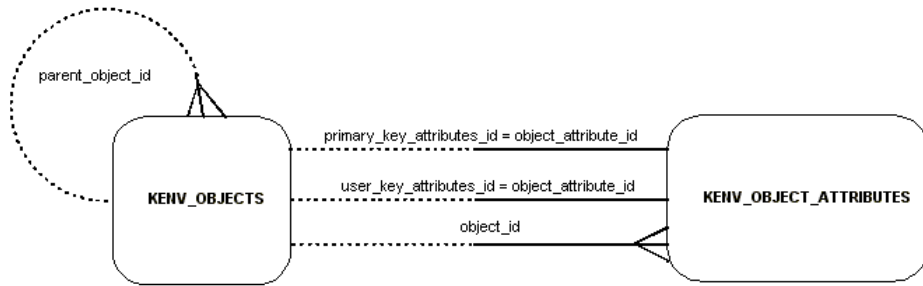 parent_object_id
primary_key_attributes_id = object_attribute_id
user_key_attributes_id = object_attribute_id
KENV_OBJECTS
KENV_OBJECT_ATTRIBUTES
object_id